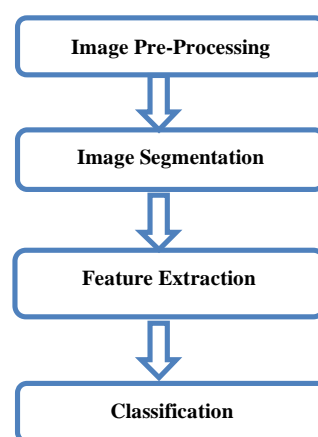 Image Pre-Processing
Image Segmentation
Feature Extraction
Classification